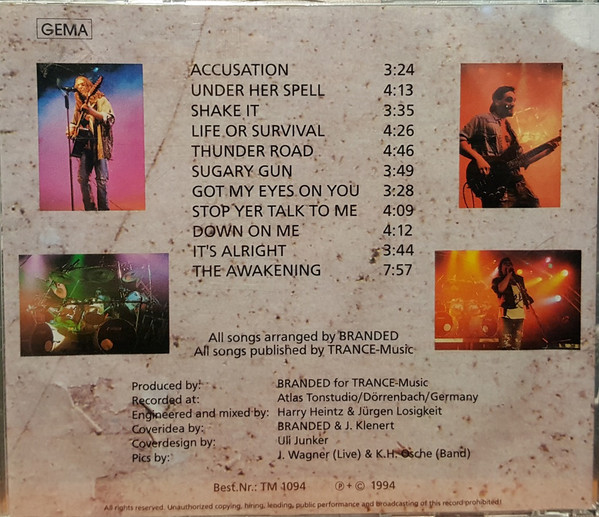 GEMA
ACCUSATION 3:24
UNDER HER SPELL 4:13
SHAKE IT 3:35
LIFE OR SURVIVAL 4:26
THUNDER ROAD 4:46
SUGARY GUN 3:49
GOT MY EYES ON YOU 3:28
STOP YER TALK TO ME 4:09
DOWN ON ME 4:12
IT'S ALRIGHT 3:44
THE AWAKENING 7:57
All songs arranged by BRANDED
All songs published by TRANCE-Music
Produced by: BRANDED for TRANCE-Music
Recorded at: Atlas Tonstudio/Dörrenbach/Germany
Engineered and mixed by: Harry Heintz & Jürgen Losigkeit
Coveridea by: BRANDED & J. Klenert
Coverdesign by: Uli Junker
Pics by: J. Wagner (Live) & K.H. Osche (Band)
Best.Nr.: TM 1094 ℗ + © 1994
All rights reserved. Unauthorized copying, hiring, lending, public performance and Broadcasting of this record prohibited!